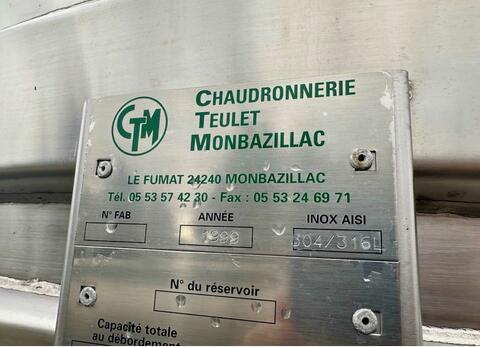 CTM
CHAUDRONNERIE
TEULET
MONBAZILLAC
LE FUMAT 24240 MONBAZILLAC
Tél. 05 53 57 42 30 - Fax : 05 53 24 69 71
N° FAB ANNÉE INOX AISI
1999 304/316L
N° du réservoir
Capacité totale
au débordement